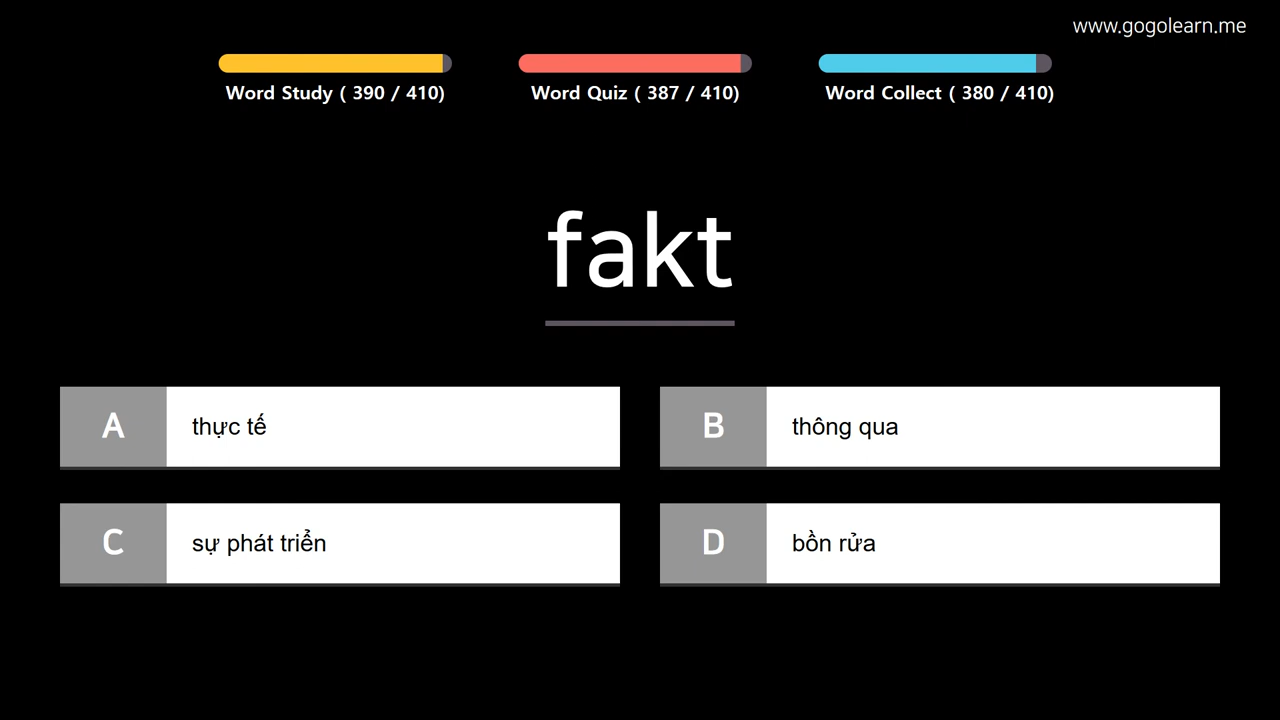 www.gogolearn.me
Word Study ( 390 / 410)
Word Quiz ( 387 / 410)
Word Collect ( 380 / 410)
fakt
A thực tế
B thông qua
C sự phát triển
D bồn rửa